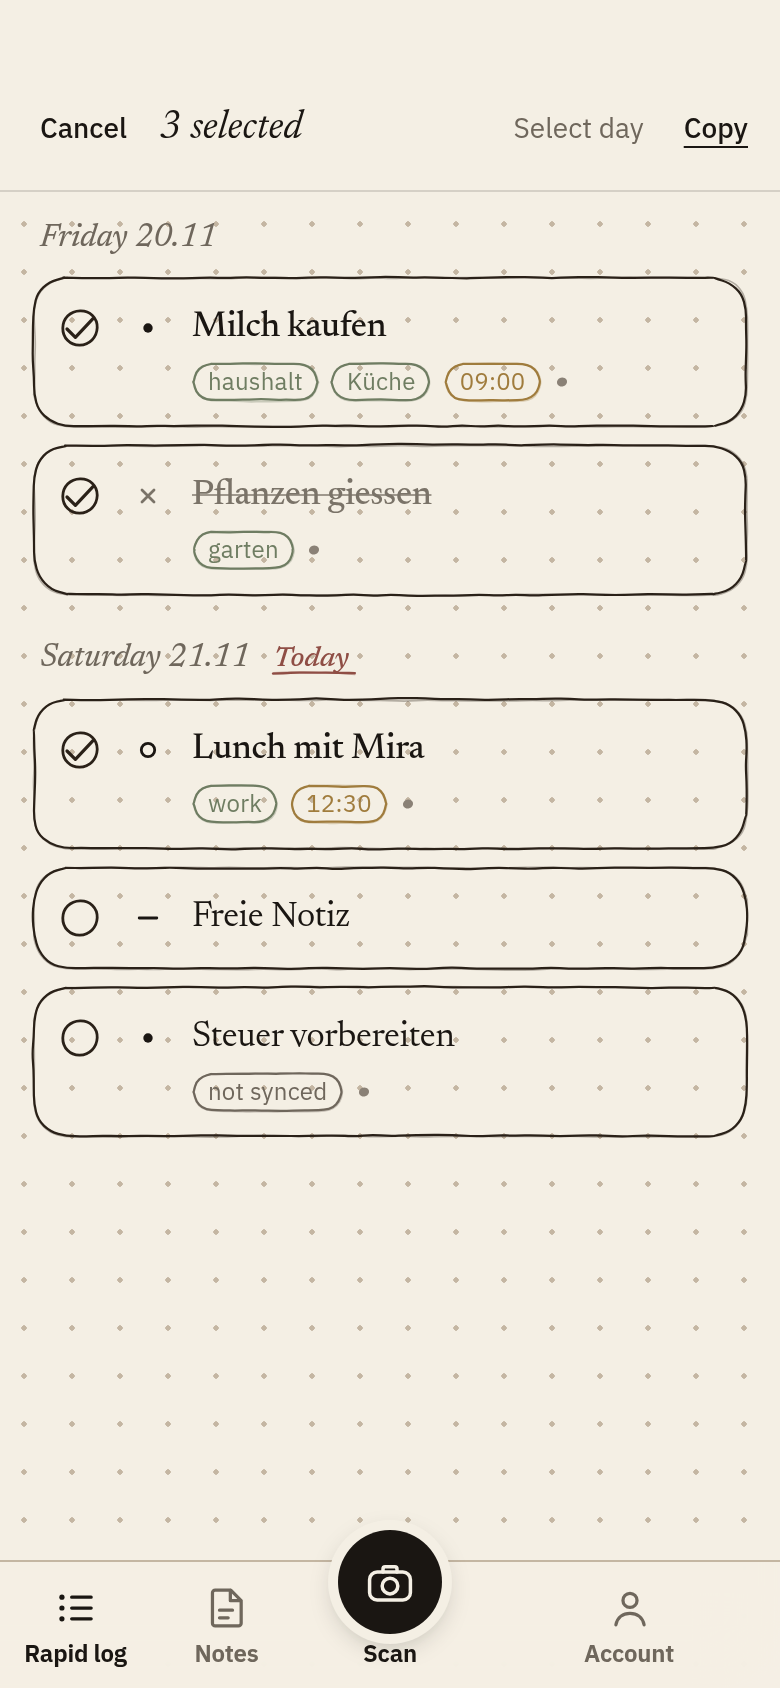 Cancel 3 selected Select day Copy
Friday 20.11
Milch kaufen
haushalt Küche 09:00
Pflanzen giessen
garten
Saturday 21.11 Today
Lunch mit Mira
work 12:30
Freie Notiz
Steuer vorbereiten
not synced
Rapid log Notes Scan Account